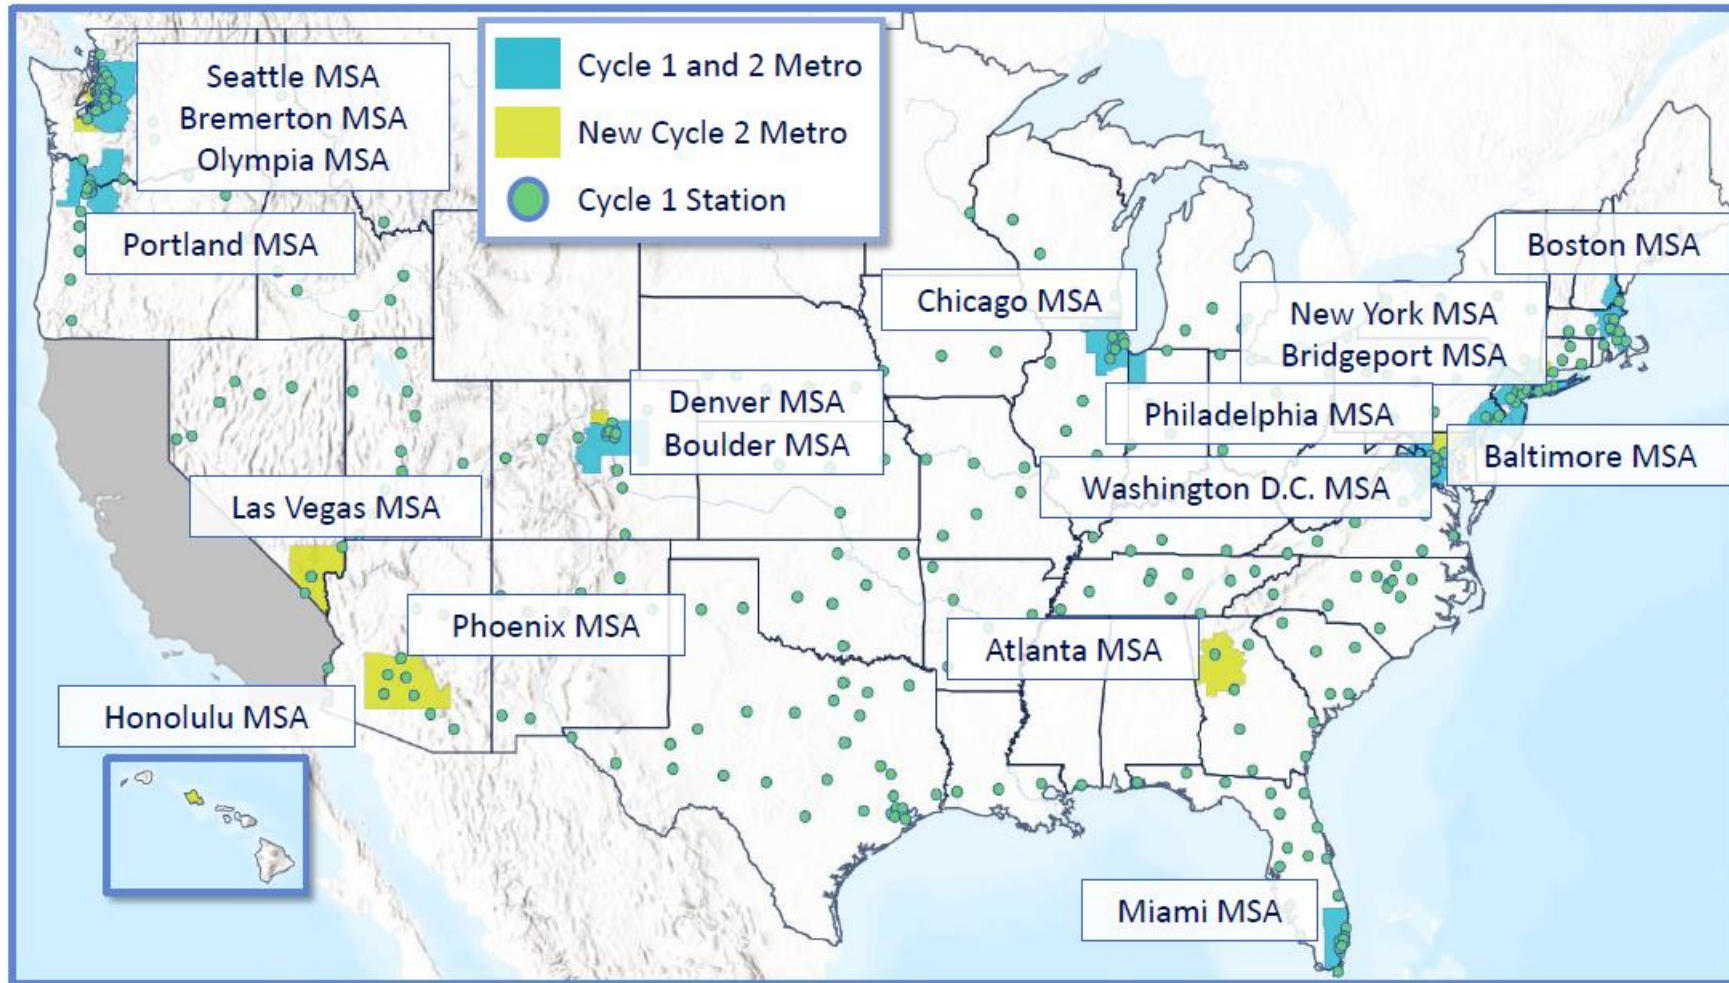 Cycle 1 and 2 Metro
New Cycle 2 Metro
Cycle 1 Station
Seattle MSA
Bremerton MSA
Olympia MSA
Portland MSA
Boston MSA
Chicago MSA
New York MSA
Bridgeport MSA
Denver MSA
Boulder MSA
Philadelphia MSA
Baltimore MSA
Washington D.C. MSA
Las Vegas MSA
Phoenix MSA
Atlanta MSA
Honolulu MSA
Miami MSA